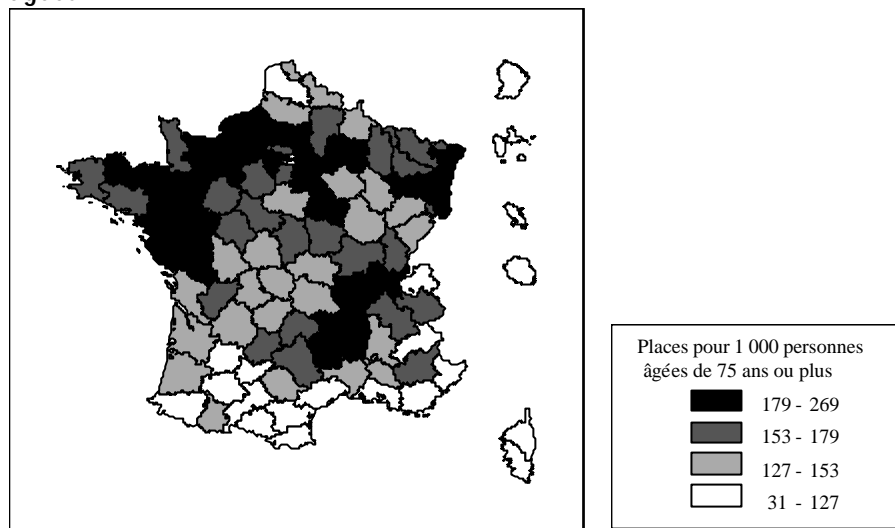 Places pour 1 000 personnes
âgées de 75 ans ou plus
179 - 269
153 - 179
127 - 153
31 - 127